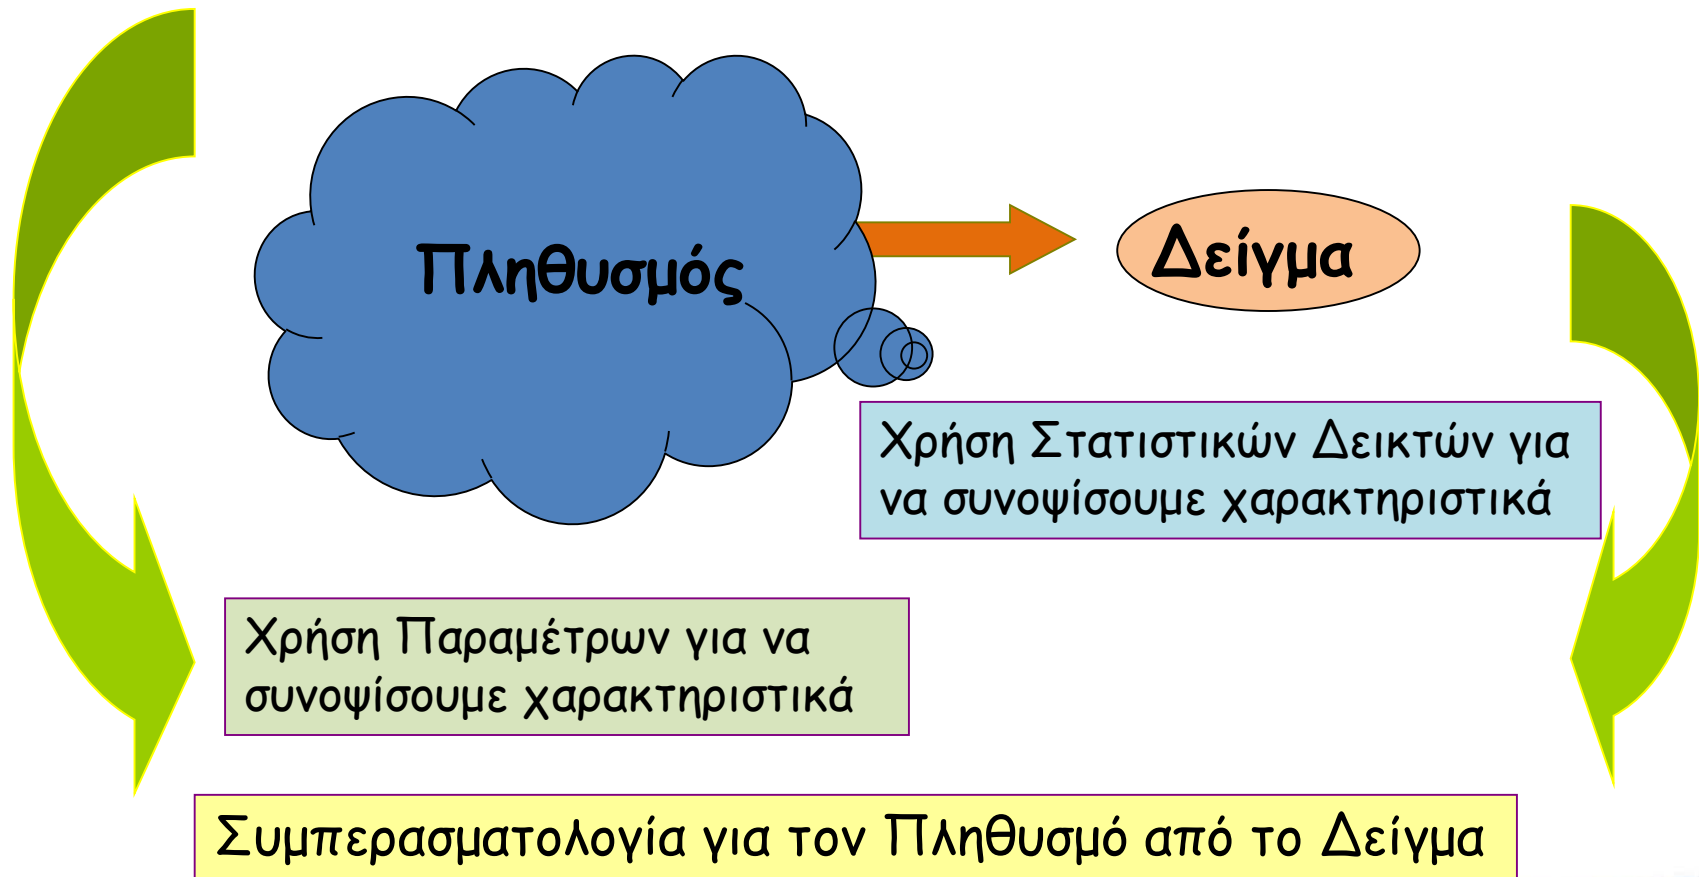 Πληθυσμός
Δείγμα
Χρήση Στατιστικών Δεικτών για
να συνοψίσουμε χαρακτηριστικά
Χρήση Παραμέτρων για να
συνοψίσουμε χαρακτηριστικά
Συμπερασματολογία για τον Πληθυσμό από το Δείγμα